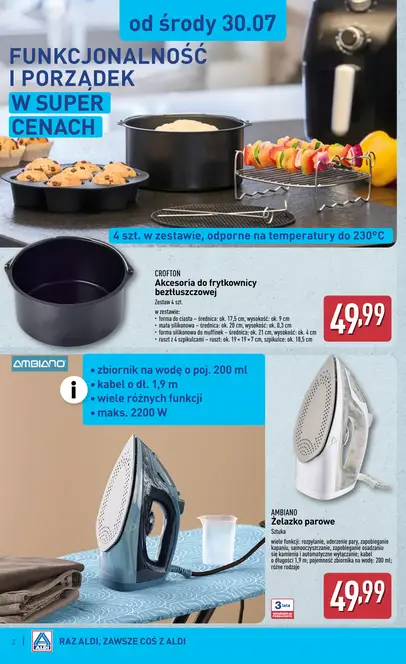 od środy 30.07
FUNKCJONALNOŚĆ
I PORZĄDEK
W SUPER
CENACH
4 szt. w zestawie, odporne na temperatury do 230°C
CROFTON
Akcesoria do frytkownicy
beztłuszczowej
Zestaw 4 szt.
w zestawie:
• forma do ciasta – średnica: ok. 17,5 cm, wysokość: ok. 9 cm
• mata silikonowa – średnica: ok. 20 cm, wysokość: ok. 0,3 cm
• forma silikonowa do muffinek – średnica: ok. 21 cm, wysokość: ok. 4 cm
• ruszt z 4 szpikulcami – ruszt: ok. 19 × 19 × 7 cm, szpikulce: ok. 18,5 cm
49,99
AMBIANO
i
• zbiornik na wodę o poj. 200 ml
• kabel o dł. 1,9 m
• wiele różnych funkcji
• maks. 2200 W
AMBIANO
Żelazko parowe
Sztuka
wiele funkcji: rozpylanie, uderzenie pary, zapobieganie
kapaniu, samooczyszczanie, zapobieganie osadzaniu
się kamienia i automatyczne wyłączanie; kabel
o długości 1,9 m; pojemność zbiornika na wodę: 200 ml;
różne rodzaje
3 lata
49,99
2
ALDI
RAZ ALDI, ZAWSZE COŚ Z ALDI